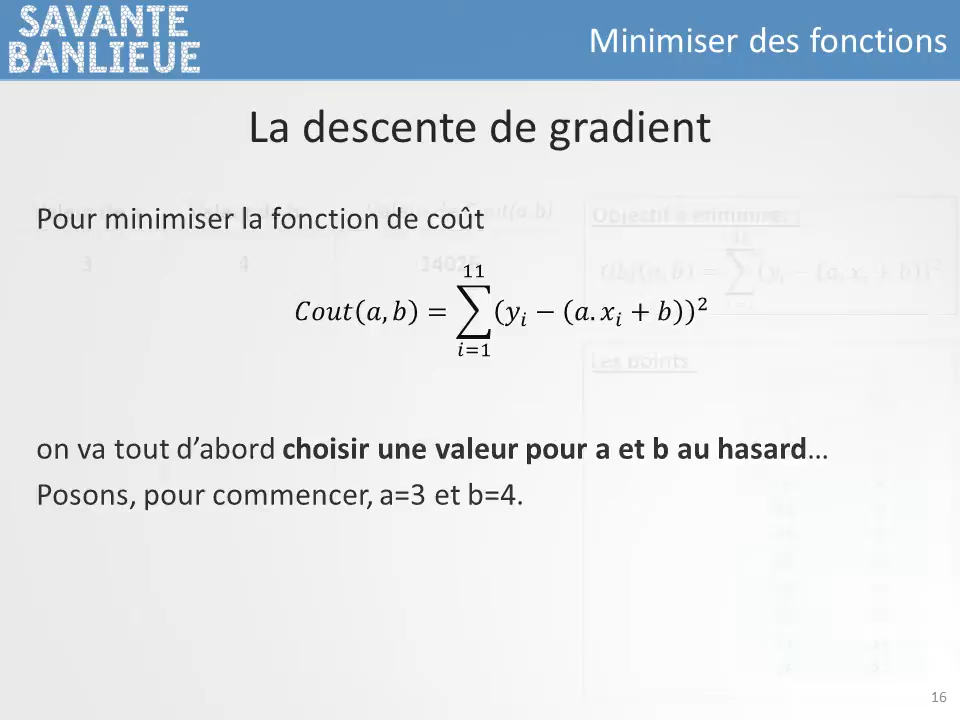 SAVANTE
BANLIEUE
Minimiser des fonctions
La descente de gradient
Pour minimiser la fonction de coût
Cout(a, b) = ∑_{i=1}^{11} (y_i − (a. x_i + b))²
on va tout d’abord choisir une valeur pour a et b au hasard…
Posons, pour commencer, a=3 et b=4.
Les points
16